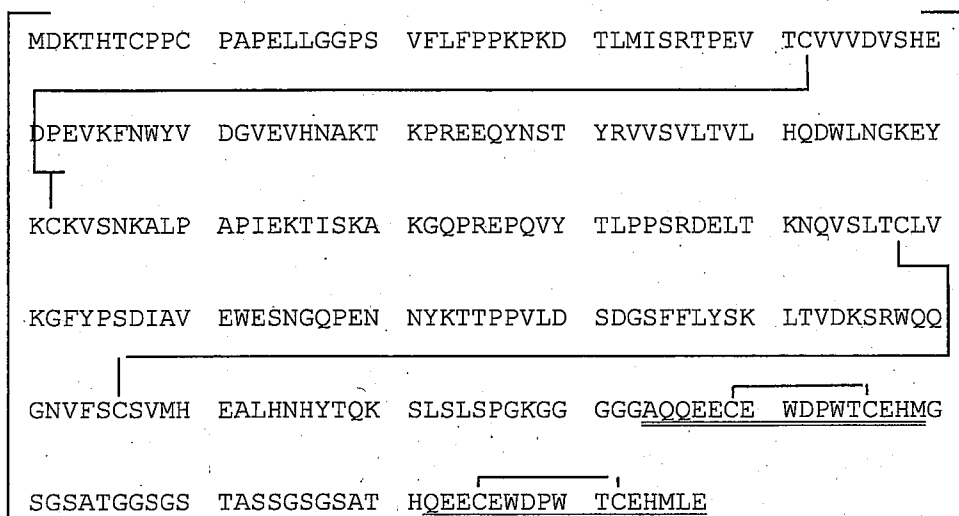 MDKTHTCPPC PAPELLGGPS VFLFPPKPKD TLMISRTPEV TCVVVDVSHE
DPEVKFNWYV DGVEVHNAKT KPREEQYNST YRVVSVLTVL HQDWLNGKEY
KCKVSNKALP APIEKTISKA KGQPREPQVY TLPPSRDELT KNQVSLTCLV
KGFYPSDIAV EWESNGQPEN NYKTTPPVLD SDGSFFLYSK LTVDKSRWQQ
GNVFSCSVMH EALHNHYTQK SLSLSPGKGG GGGAQQEECE WDPWTCEHMG
SGSATGGSGS TASSGSGSAT HQEECEWDPW TCEHMLE